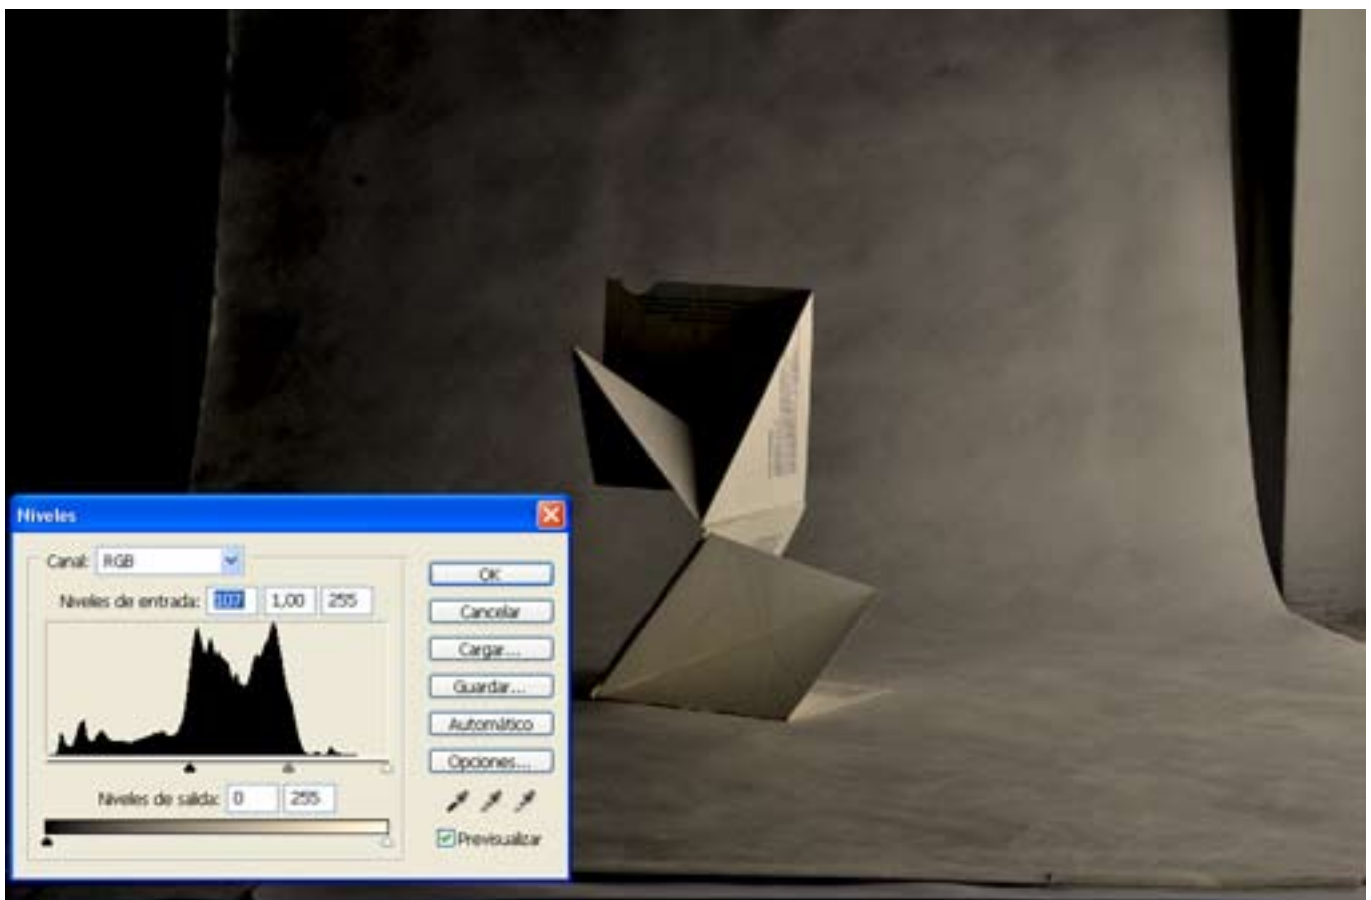 Niveles
Canal: RGB
Niveles de entrada: 107 1,00 255
Niveles de salida: 0 255
OK
Cancelar
Cargar...
Guardar...
Automático
Opciones...
Previsualizar